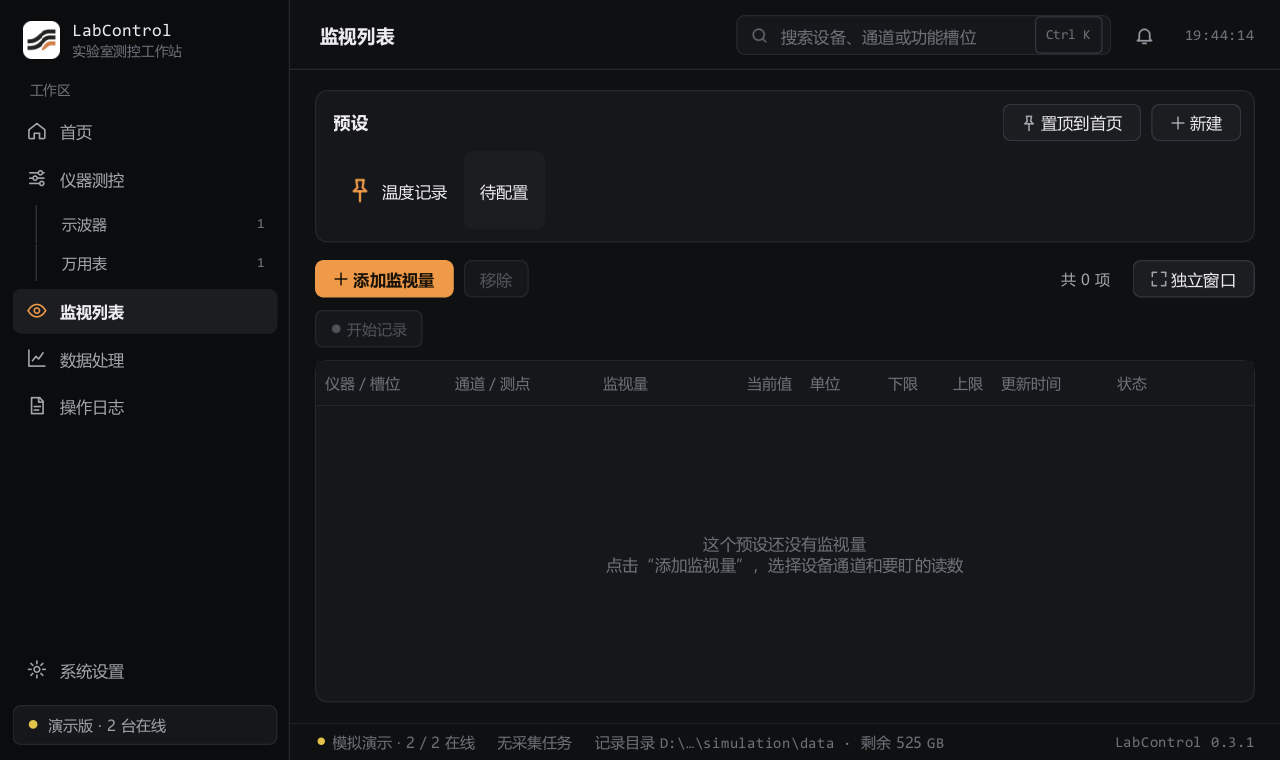 LabControl
实验室测控工作站
工作区
首页
仪器测控
示波器 1
万用表 1
监视列表
数据处理
操作日志
系统设置
演示版 · 2 台在线
监视列表
搜索设备、通道或功能槽位 Ctrl K
19:44:14
预设
置顶到首页
新建
温度记录
待配置
添加监视量
移除
共 0 项
独立窗口
开始记录
仪器 / 槽位 通道 / 测点 监视量 当前值 单位 下限 上限 更新时间 状态
这个预设还没有监视量
点击“添加监视量”，选择设备通道和要盯的读数
模拟演示 · 2 / 2 在线 无采集任务 记录目录 D:\…\simulation\data · 剩余 525 GB
LabControl 0.3.1